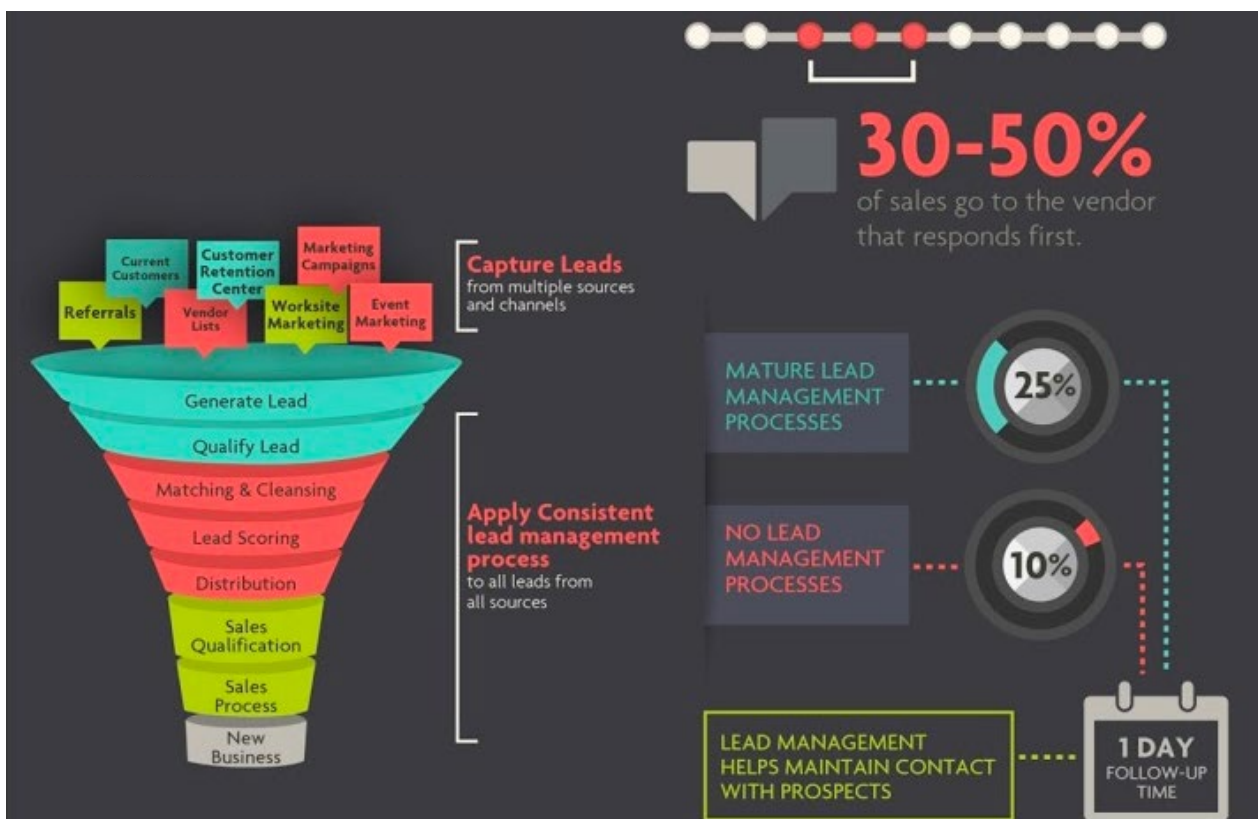 30-50%
of sales go to the vendor
that responds first.
Current
Customers
Customer
Retention
Center
Marketing
Campaigns
Referrals
Vendor
Lists
Worksite
Marketing
Event
Marketing
Capture Leads
from multiple sources
and channels
Generate Lead
Qualify Lead
Matching & Cleansing
Lead Scoring
Distribution
Sales
Qualification
Sales
Process
New
Business
Apply Consistent
lead management
process
to all leads from
all sources
MATURE LEAD
MANAGEMENT
PROCESSES
25%
NO LEAD
MANAGEMENT
PROCESSES
10%
LEAD MANAGEMENT
HELPS MAINTAIN CONTACT
WITH PROSPECTS
1 DAY
FOLLOW-UP
TIME